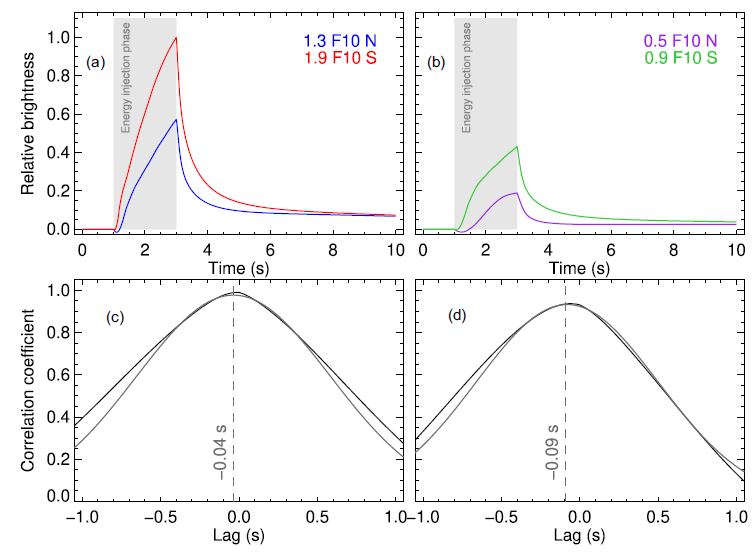 (a)
Energy injection phase
1.3 F10 N
1.9 F10 S
Relative brightness
1.0
0.8
0.6
0.4
0.2
0.0
0 2 4 6 8 10
Time (s)
(b)
Energy injection phase
0.5 F10 N
0.9 F10 S
0 2 4 6 8 10
Time (s)
(c)
Correlation coefficient
1.0
0.8
0.6
0.4
0.2
0.0
−0.04 s
−1.0 −0.5 0.0 0.5 1.0
Lag (s)
(d)
−0.09 s
−1.0 −0.5 0.0 0.5 1.0
Lag (s)